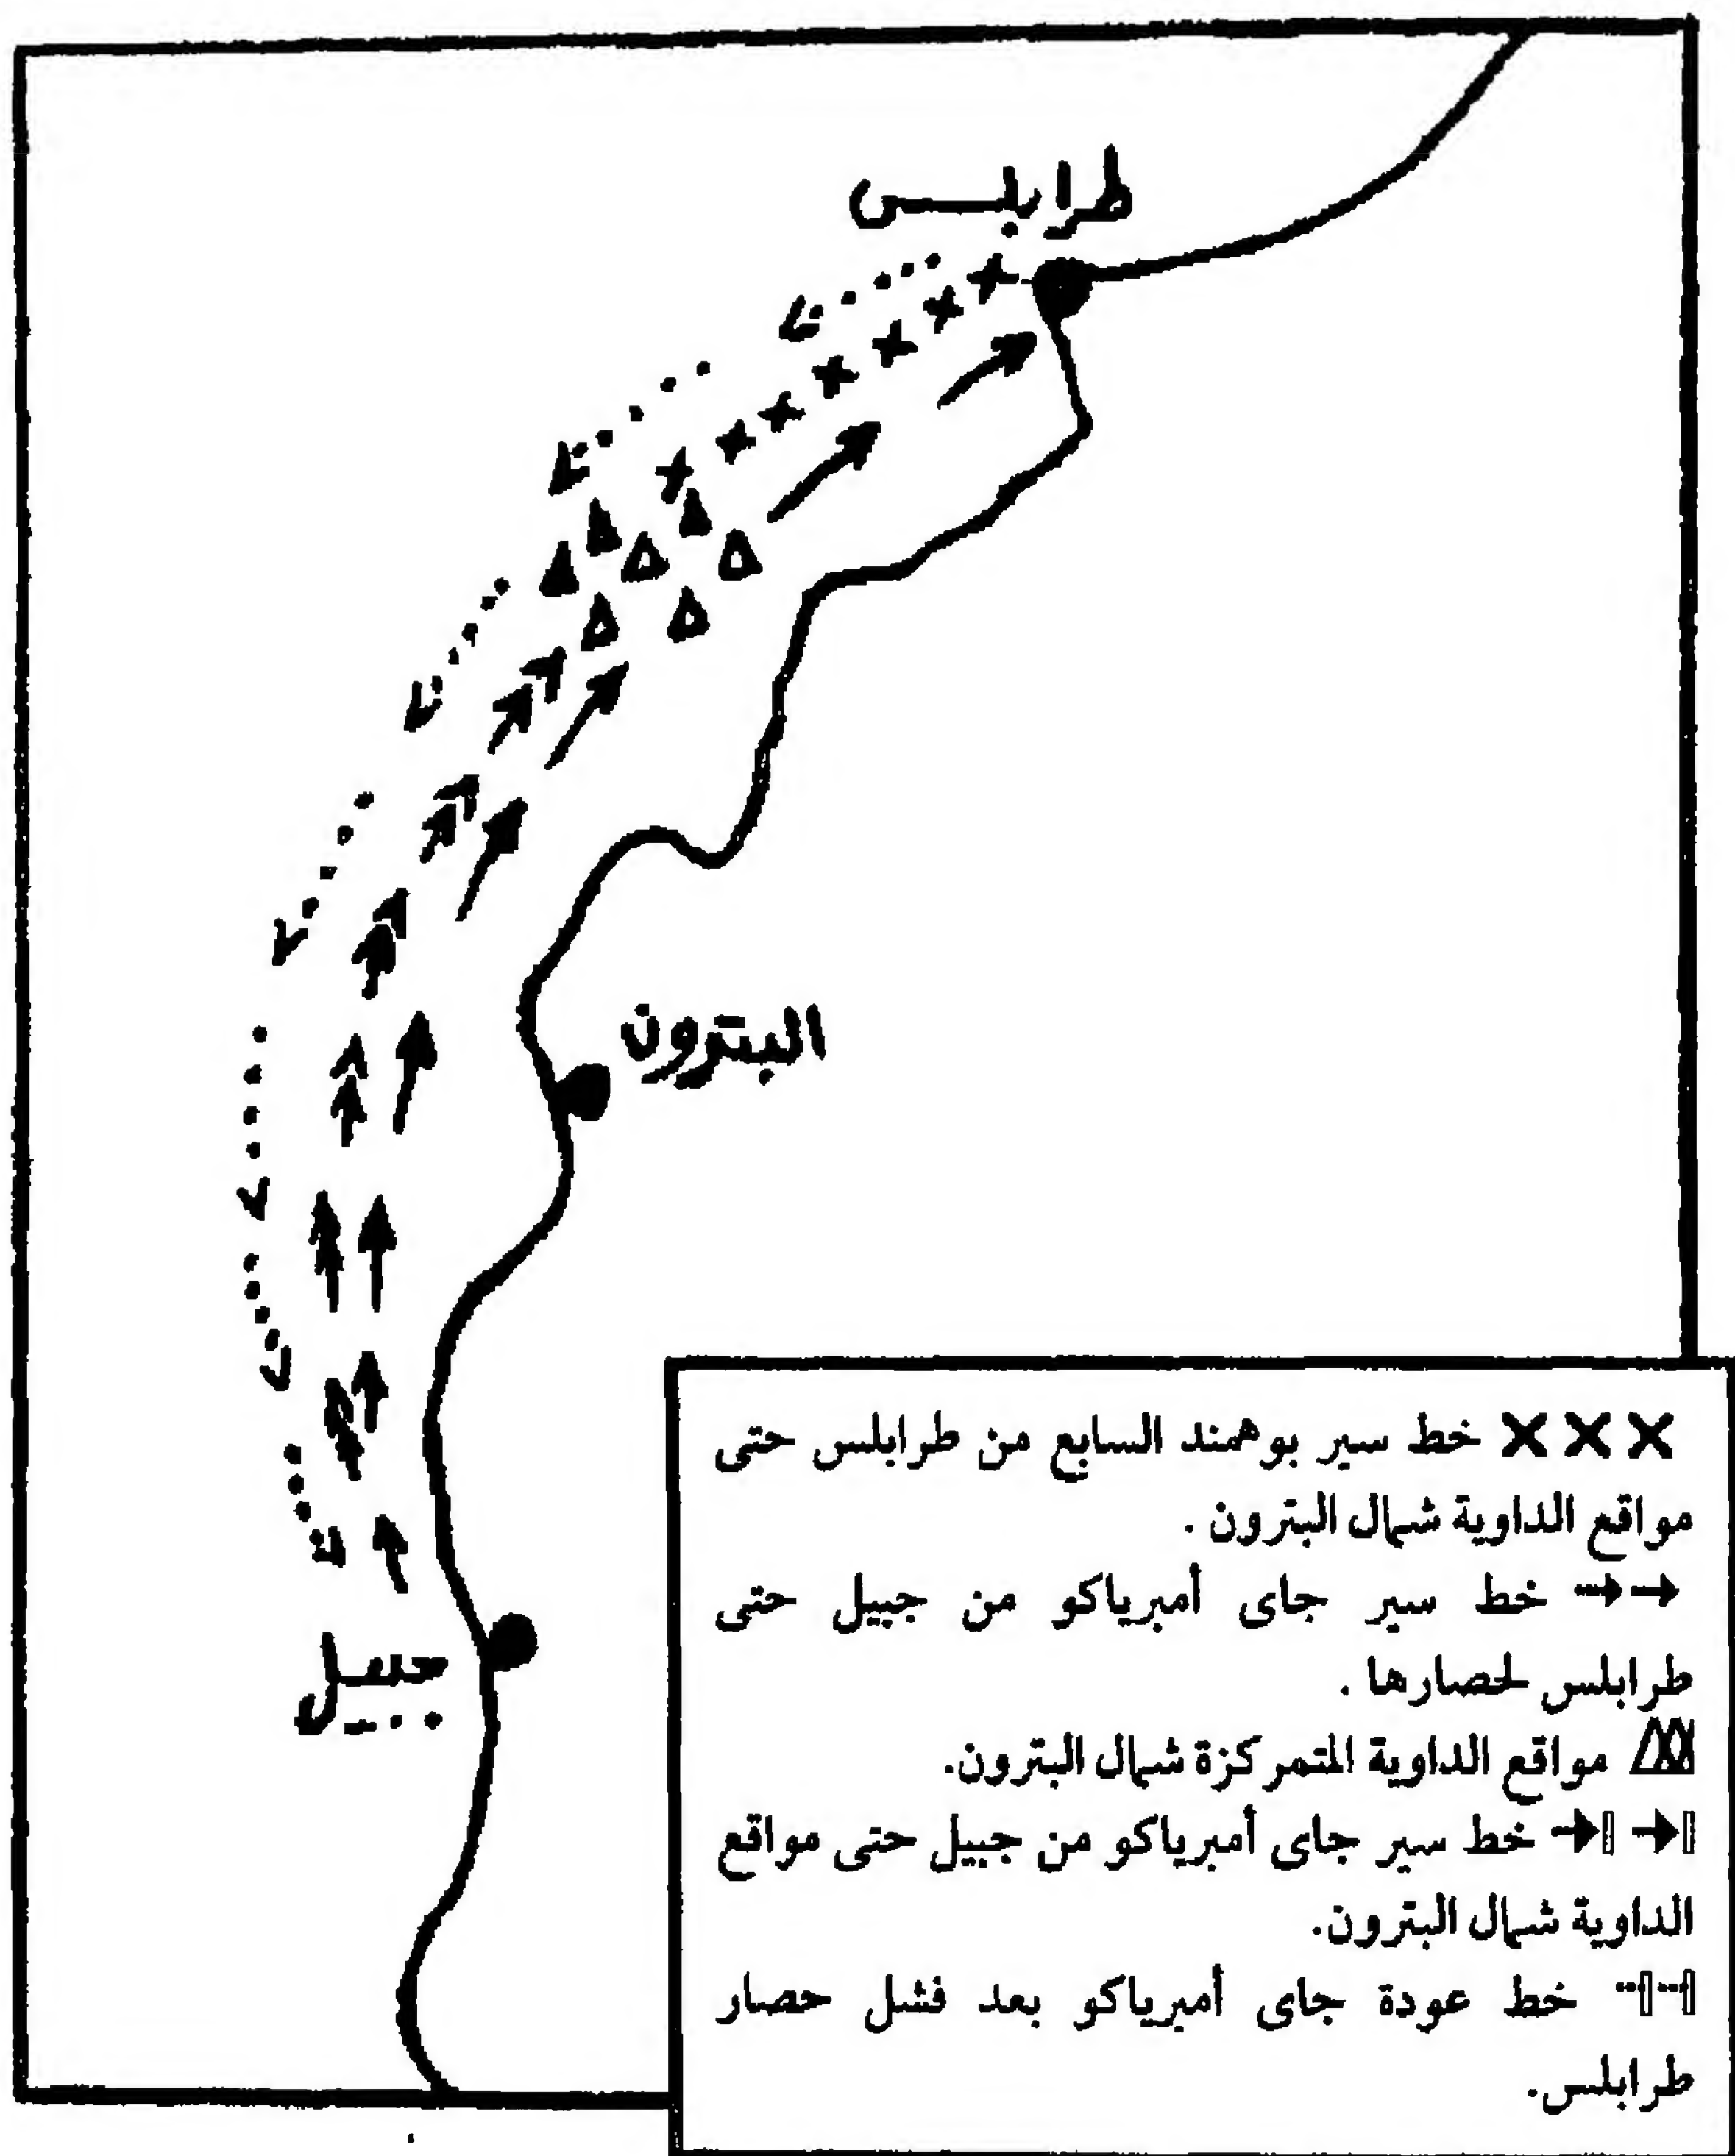 طرابلس
البترون
جبيل
××× خط سير بوهمند السابع من طرابلس حتى
مواقع الداوية شمال البترون.
خط سير جاى أمبرياكو من جبيل حتى
طرابلس لحصارها.
مواقع الداوية المتمركزة شمال البترون.
خط سير جاى أمبرياكو من جبيل حتى مواقع
الداوية شمال البترون.
خط عودة جاى أمبرياكو بعد فشل حصار
طرابلس.